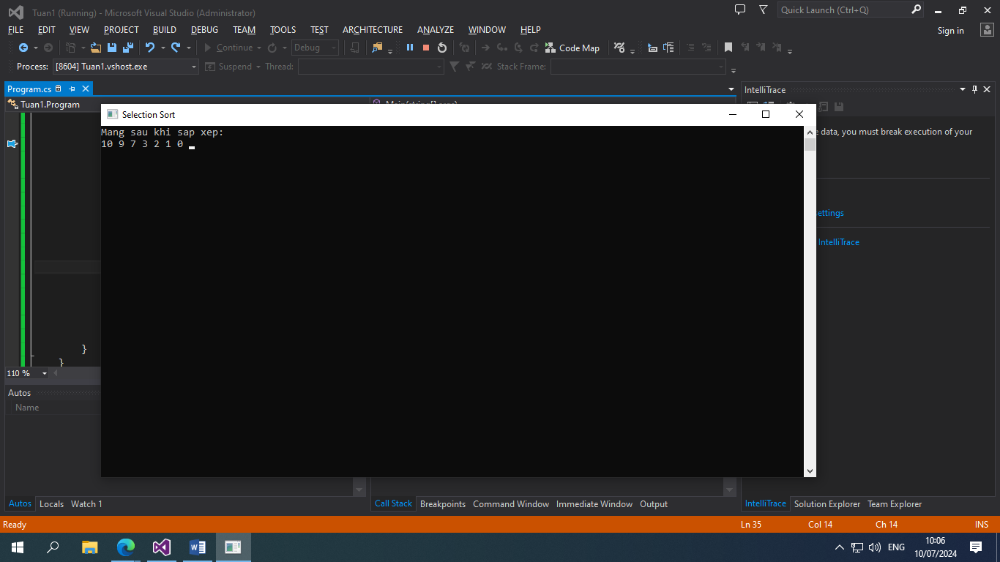 Tuan1 (Running) - Microsoft Visual Studio (Administrator)
Quick Launch (Ctrl+Q)
FILE EDIT VIEW PROJECT BUILD DEBUG TEAM TOOLS TEST ARCHITECTURE ANALYZE WINDOW HELP
Sign in
Continue Debug Code Map
Process: [8604] Tuan1.vshost.exe Suspend Thread: Stack Frame:
Program.cs
IntelliTrace
Tuan1.Program
Main(string[] args)
Selection Sort
Mang sau khi sap xep:
10 9 7 3 2 1 0
data, you must break execution of your
IntelliTrace
}
}
110 %
Autos
Name
Autos Locals Watch 1
Call Stack Breakpoints Command Window Immediate Window Output
IntelliTrace Solution Explorer Team Explorer
Ready
Ln 35 Col 14 Ch 14 INS
ENG
10:06
10/07/2024